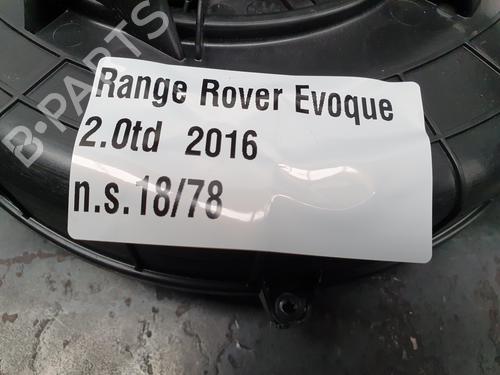 B-PARTS
Range Rover Evoque
2.0td 2016
n.s.18/78